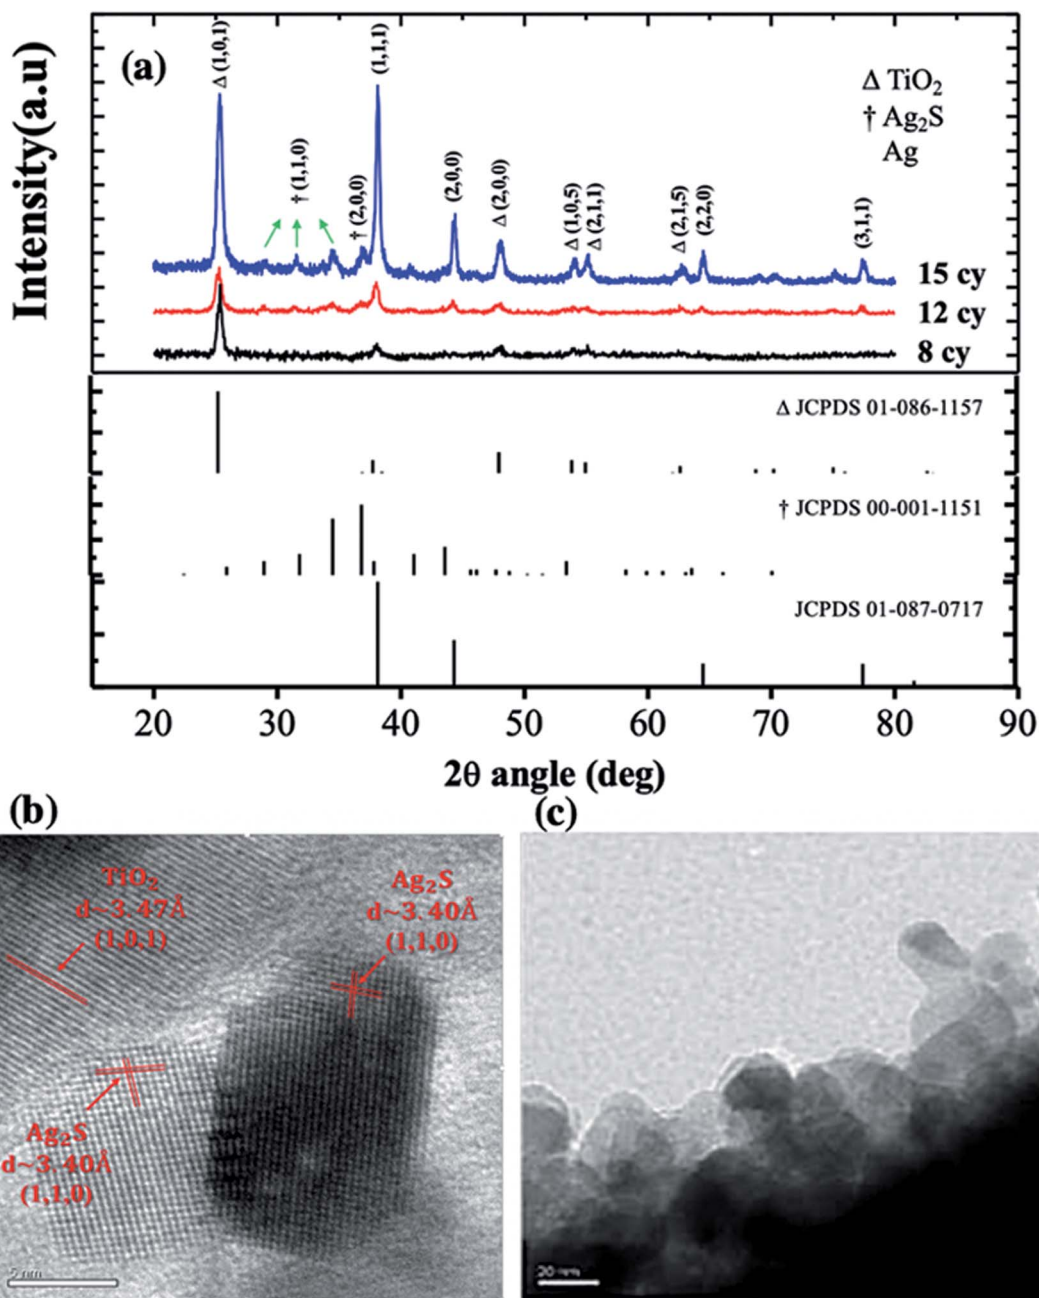 (a)
Intensity(a.u)
Δ (1,0,1)
† (1,1,0)
† (2,0,0)
(1,1,1)
(2,0,0)
Δ (2,0,0)
Δ (1,0,5)
Δ (2,1,1)
Δ (2,1,5)
(2,2,0)
(3,1,1)
Δ TiO2
† Ag2S
Ag
15 cy
12 cy
8 cy
Δ JCPDS 01-086-1157
† JCPDS 00-001-1151
JCPDS 01-087-0717
20 30 40 50 60 70 80 90
2θ angle (deg)
(b)
TiO2
d~3.47Å
(1,0,1)
Ag2S
d~3.40Å
(1,1,0)
Ag2S
d~3.40Å
(1,1,0)
5 nm
(c)
20 nm